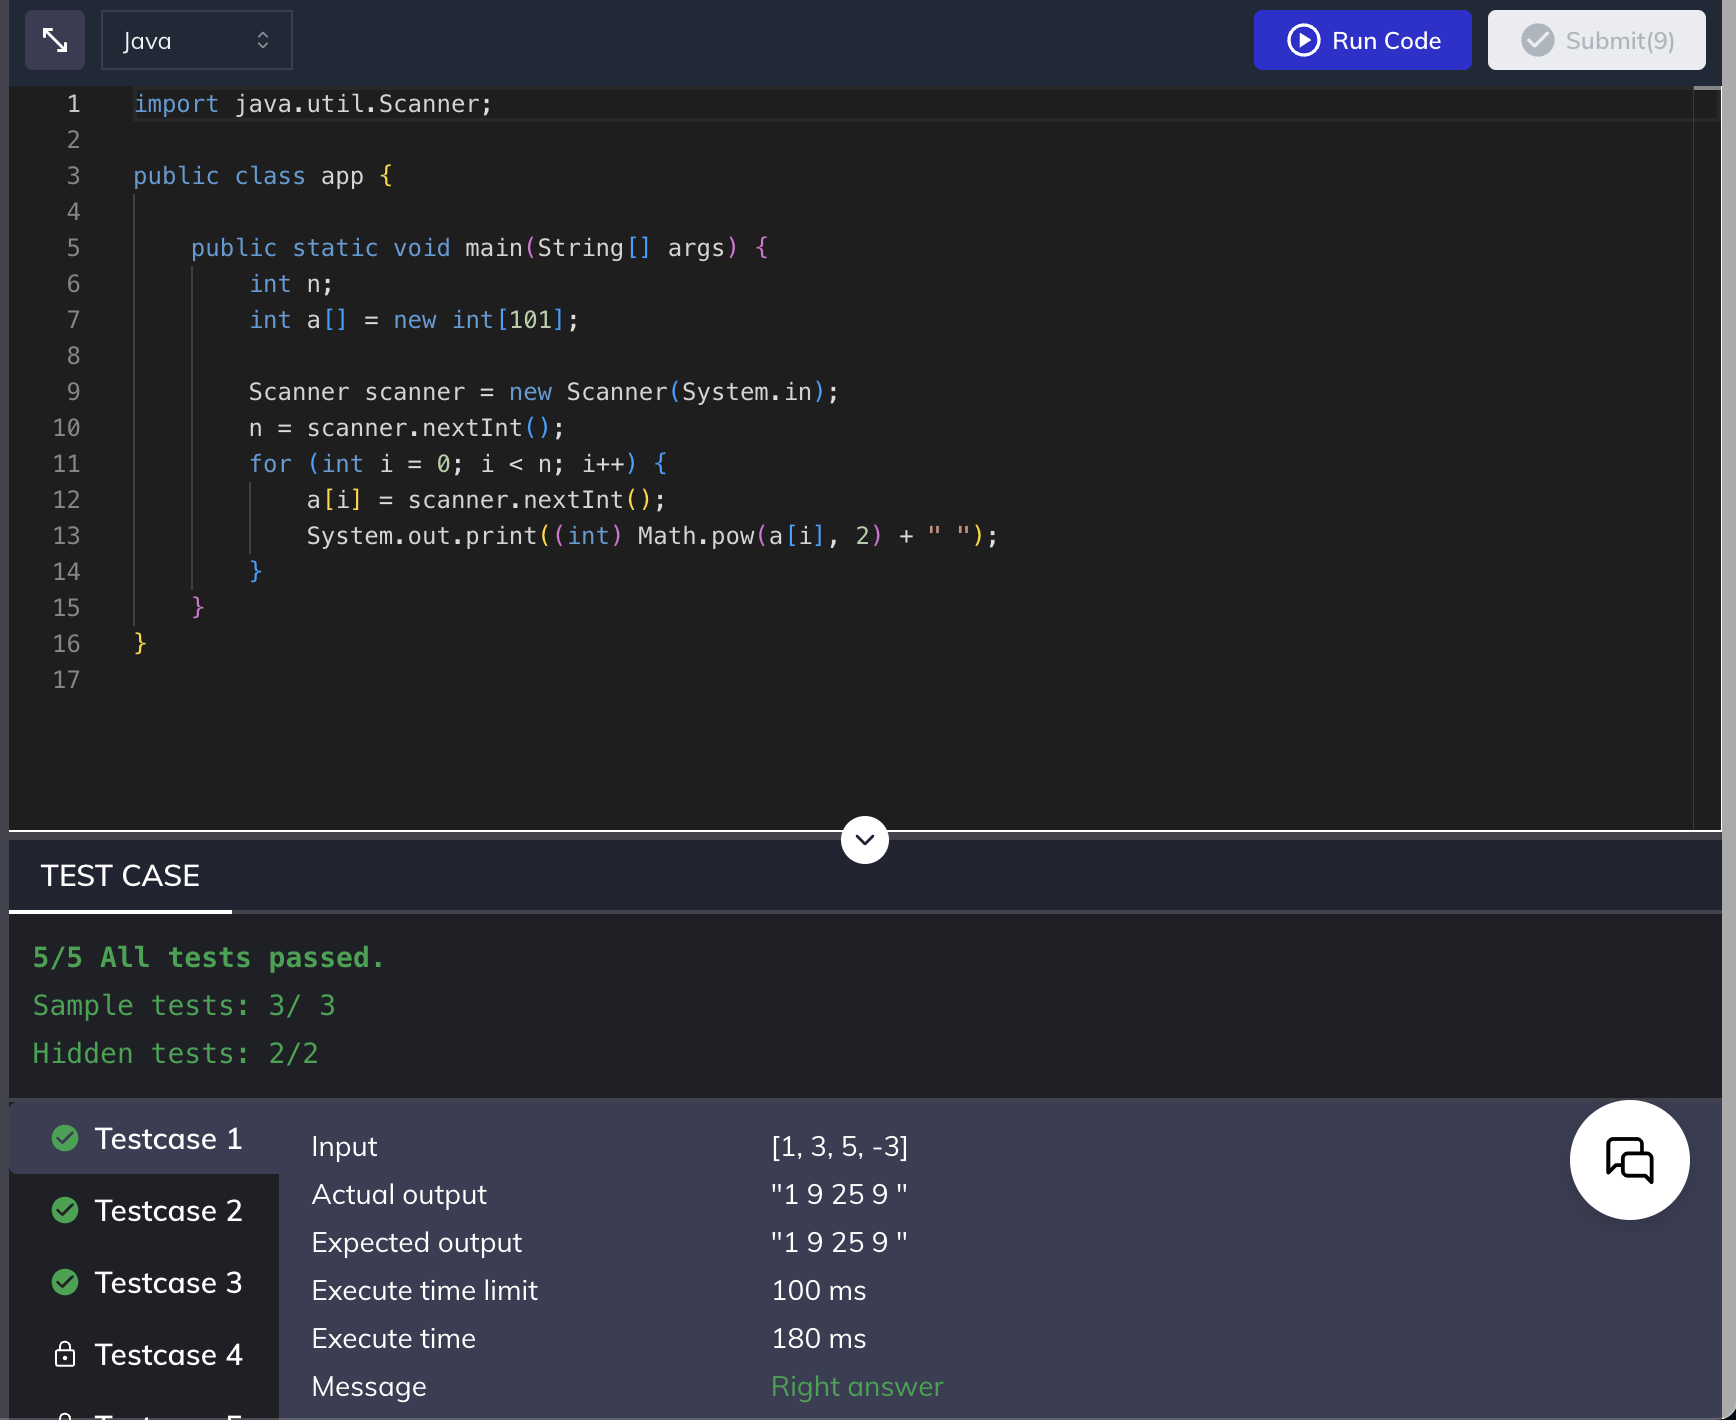 Java
Run Code
Submit(9)
1 import java.util.Scanner;
2
3 public class app {
4
5 public static void main(String[] args) {
6 int n;
7 int a[] = new int[101];
8
9 Scanner scanner = new Scanner(System.in);
10 n = scanner.nextInt();
11 for (int i = 0; i < n; i++) {
12 a[i] = scanner.nextInt();
13 System.out.print((int) Math.pow(a[i], 2) + " ");
14 }
15 }
16 }
17
TEST CASE
5/5 All tests passed.
Sample tests: 3/ 3
Hidden tests: 2/2
Testcase 1
Testcase 2
Testcase 3
Testcase 4
Input [1, 3, 5, -3]
Actual output "1 9 25 9 "
Expected output "1 9 25 9 "
Execute time limit 100 ms
Execute time 180 ms
Message Right answer